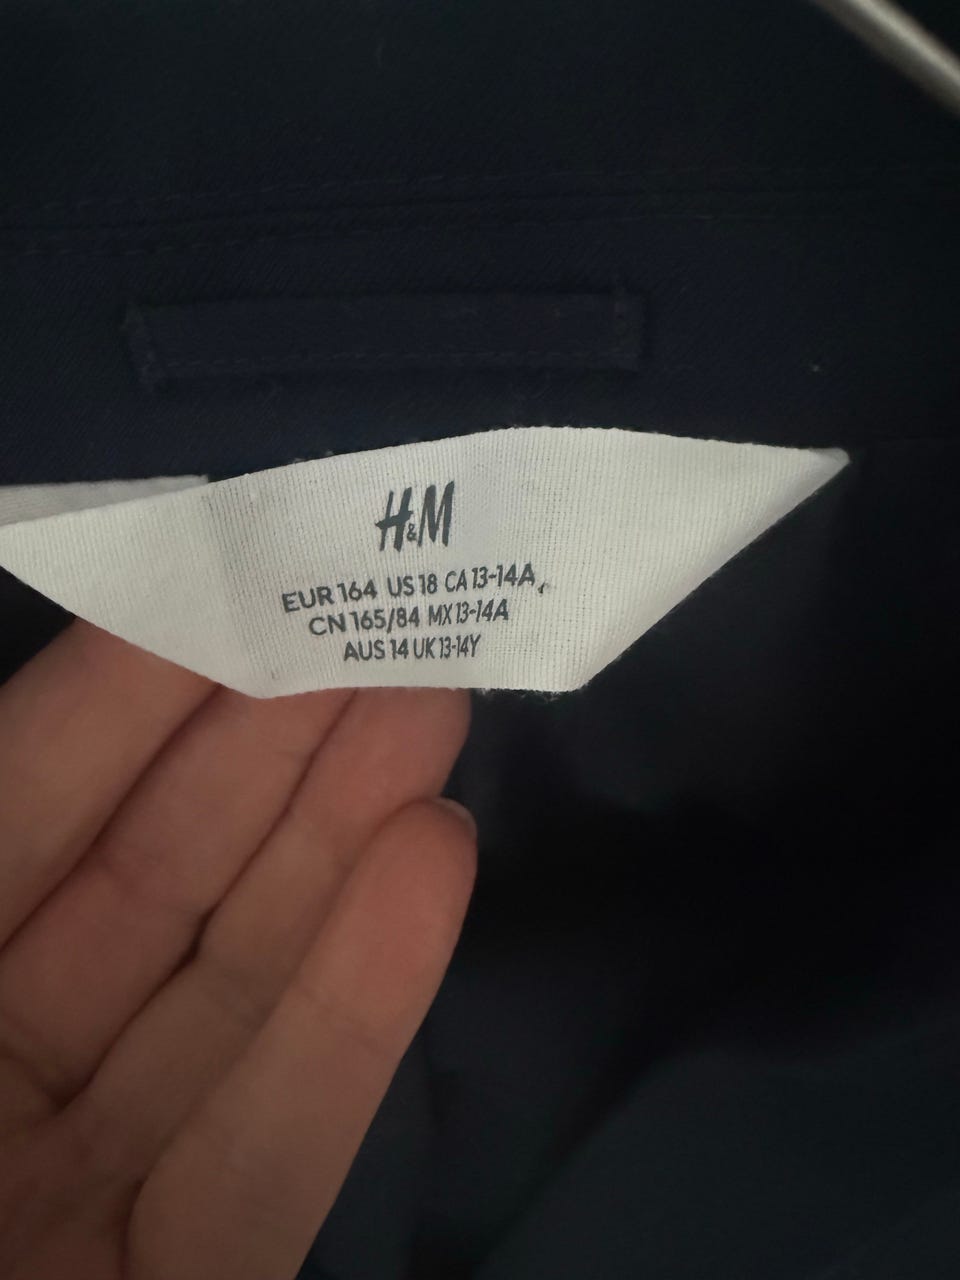 H&M
EUR 164 US 18 CA 13-14A,
CN 165/84 MX 13-14A
AUS 14 UK 13-14Y